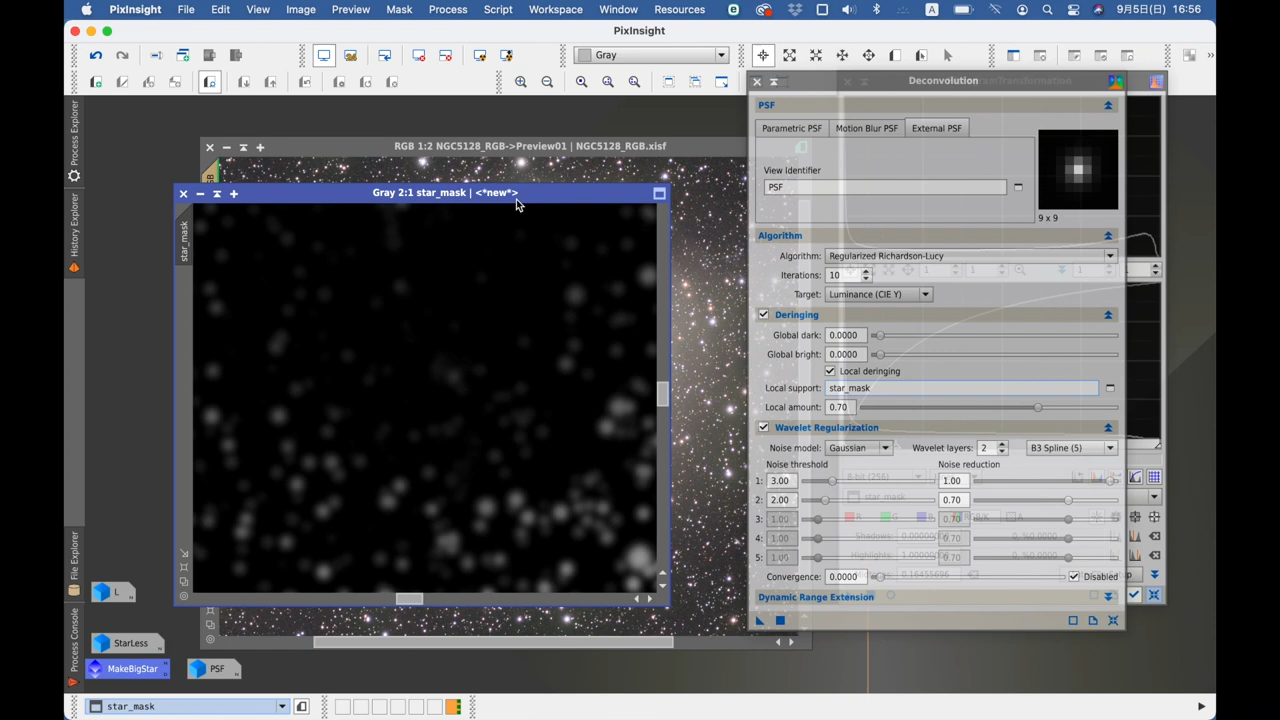 PixInsight File Edit View Image Preview Mask Process Script Workspace Window Resources A 9月5日(日) 16:56
PixInsight
Gray
Process Explorer
History Explorer
File Explorer
Process Console
RGB 1:2 NGC5128_RGB->Preview01 | NGC5128_RGB.xisf
Gray 2:1 star_mask | <*new*>
star_mask
L
StarLess
MakeBigStar
PSF
star_mask
Deconvolution
PSF
Parametric PSF Motion Blur PSF External PSF
View Identifier
PSF
9 x 9
Algorithm
Algorithm: Regularized Richardson-Lucy
Iterations: 10
Target: Luminance (CIE Y)
Deringing
Global dark: 0.0000
Global bright: 0.0000
Local deringing
Local support: star_mask
Local amount: 0.70
Wavelet Regularization
Noise model: Gaussian Wavelet layers: 2 B3 Spline (5)
Noise threshold Noise reduction
1: 3.00 1.00
2: 2.00 0.70
3: 1.00 0.70
4: 1.00 0.70
5: 1.00 0.70
Convergence: 0.0000 Disabled
Dynamic Range Extension